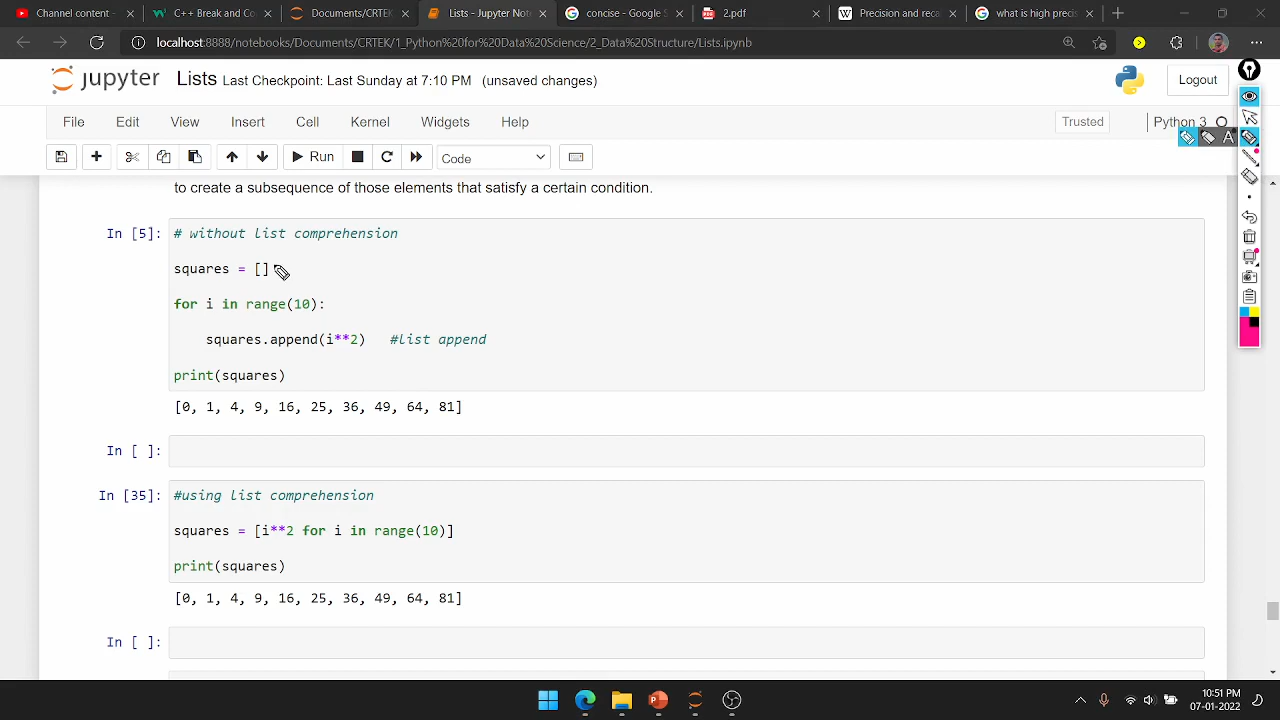 Channel content -
C++ Break and Co
Documents/CRTEK
Lists - Jupyter Not
concise - Google S
2.pdf
Precision and reca
what is high precis
localhost:8888/notebooks/Documents/CRTEK/1_Python%20for%20Data%20Science/2_Data%20Structure/Lists.ipynb
jupyter Lists Last Checkpoint: Last Sunday at 7:10 PM (unsaved changes)
Logout
File Edit View Insert Cell Kernel Widgets Help
Trusted
Python 3
Run
Code
A
to create a subsequence of those elements that satisfy a certain condition.
In [5]: # without list comprehension
squares = []
for i in range(10):
squares.append(i**2) #list append
print(squares)
[0, 1, 4, 9, 16, 25, 36, 49, 64, 81]
In [ ]:
In [35]: #using list comprehension
squares = [i**2 for i in range(10)]
print(squares)
[0, 1, 4, 9, 16, 25, 36, 49, 64, 81]
In [ ]:
10:51 PM
07-01-2022